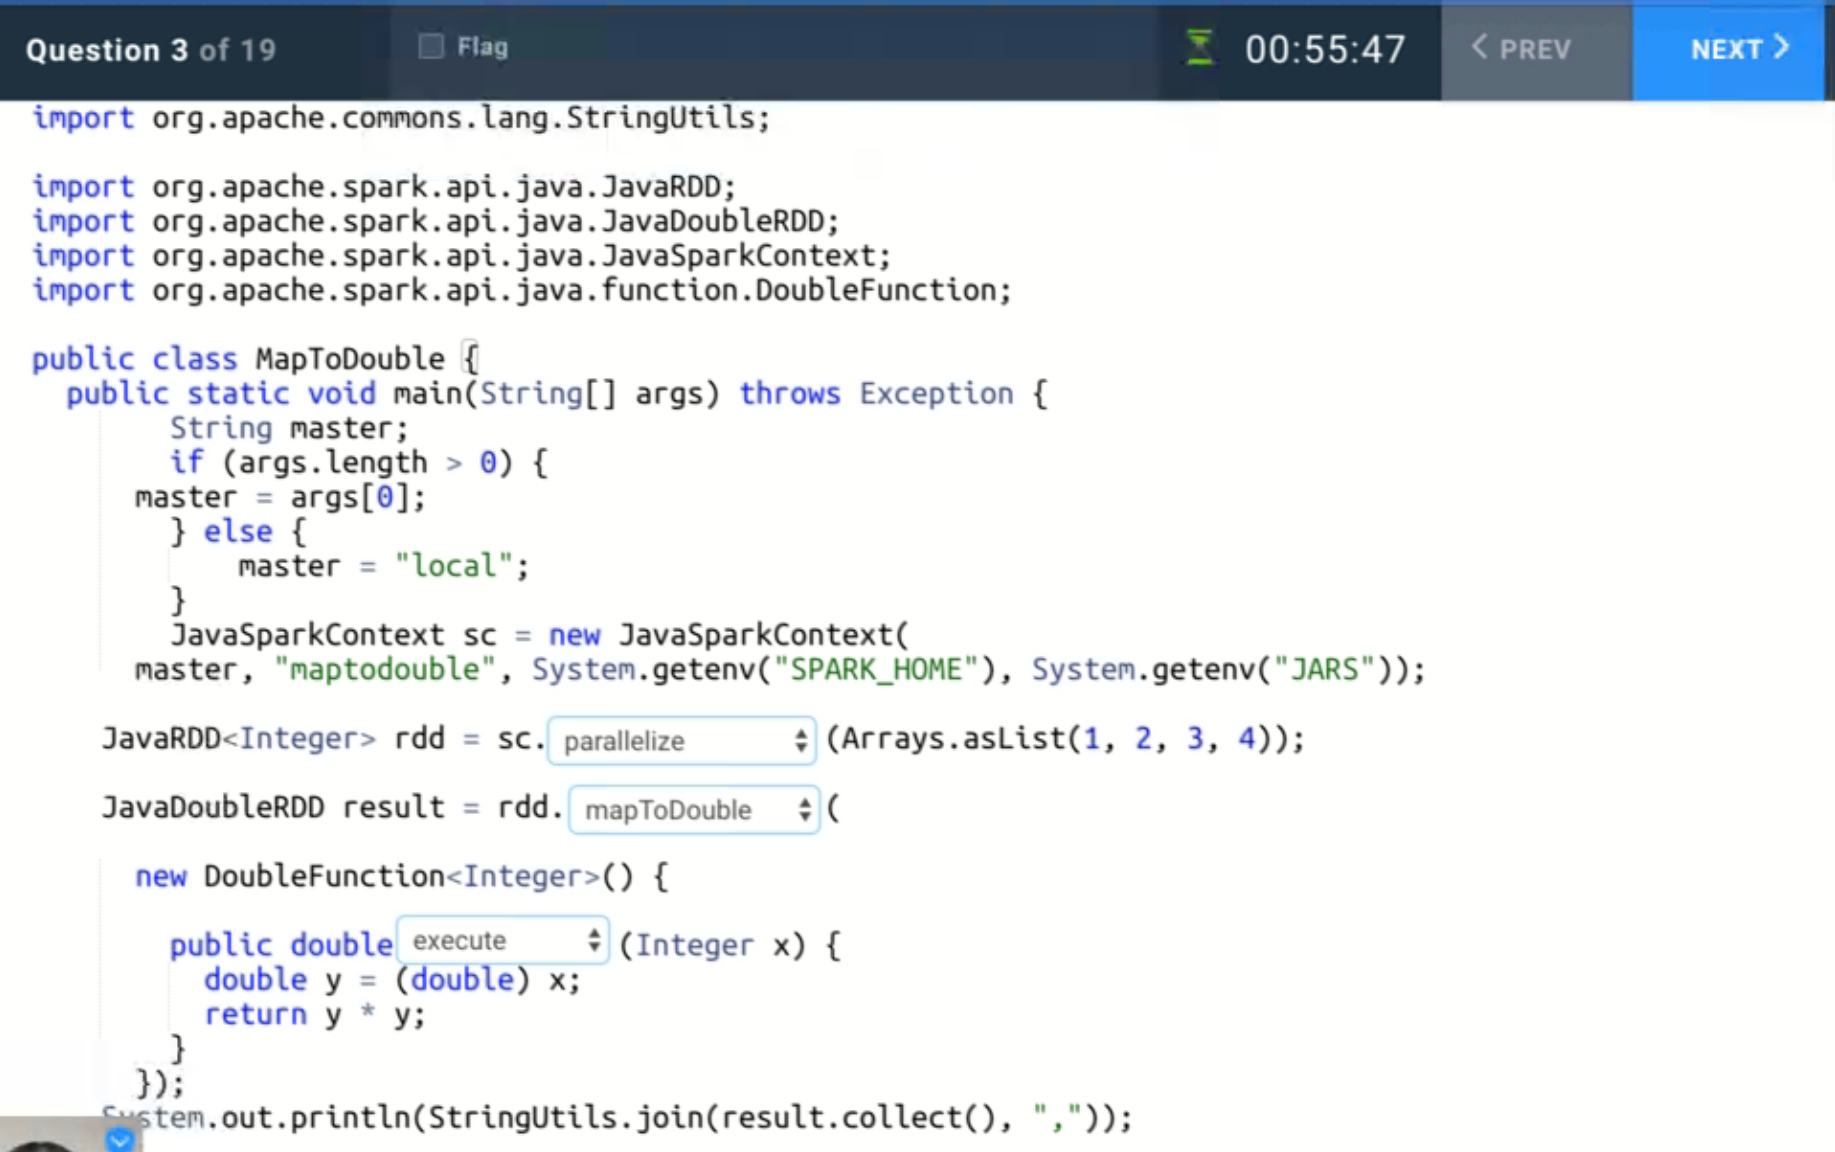 Question 3 of 19
Flag
00:55:47
PREV
NEXT
import org.apache.commons.lang.StringUtils;
import org.apache.spark.api.java.JavaRDD;
import org.apache.spark.api.java.JavaDoubleRDD;
import org.apache.spark.api.java.JavaSparkContext;
import org.apache.spark.api.java.function.DoubleFunction;
public class MapToDouble {
public static void main(String[] args) throws Exception {
String master;
if (args.length > 0) {
master = args[0];
} else {
master = "local";
}
JavaSparkContext sc = new JavaSparkContext(
master, "maptodouble", System.getenv("SPARK_HOME"), System.getenv("JARS"));
JavaRDD<Integer> rdd = sc. parallelize (Arrays.asList(1, 2, 3, 4));
JavaDoubleRDD result = rdd. mapToDouble (
new DoubleFunction<Integer>() {
public double execute (Integer x) {
double y = (double) x;
return y * y;
}
});
System.out.println(StringUtils.join(result.collect(), ","));